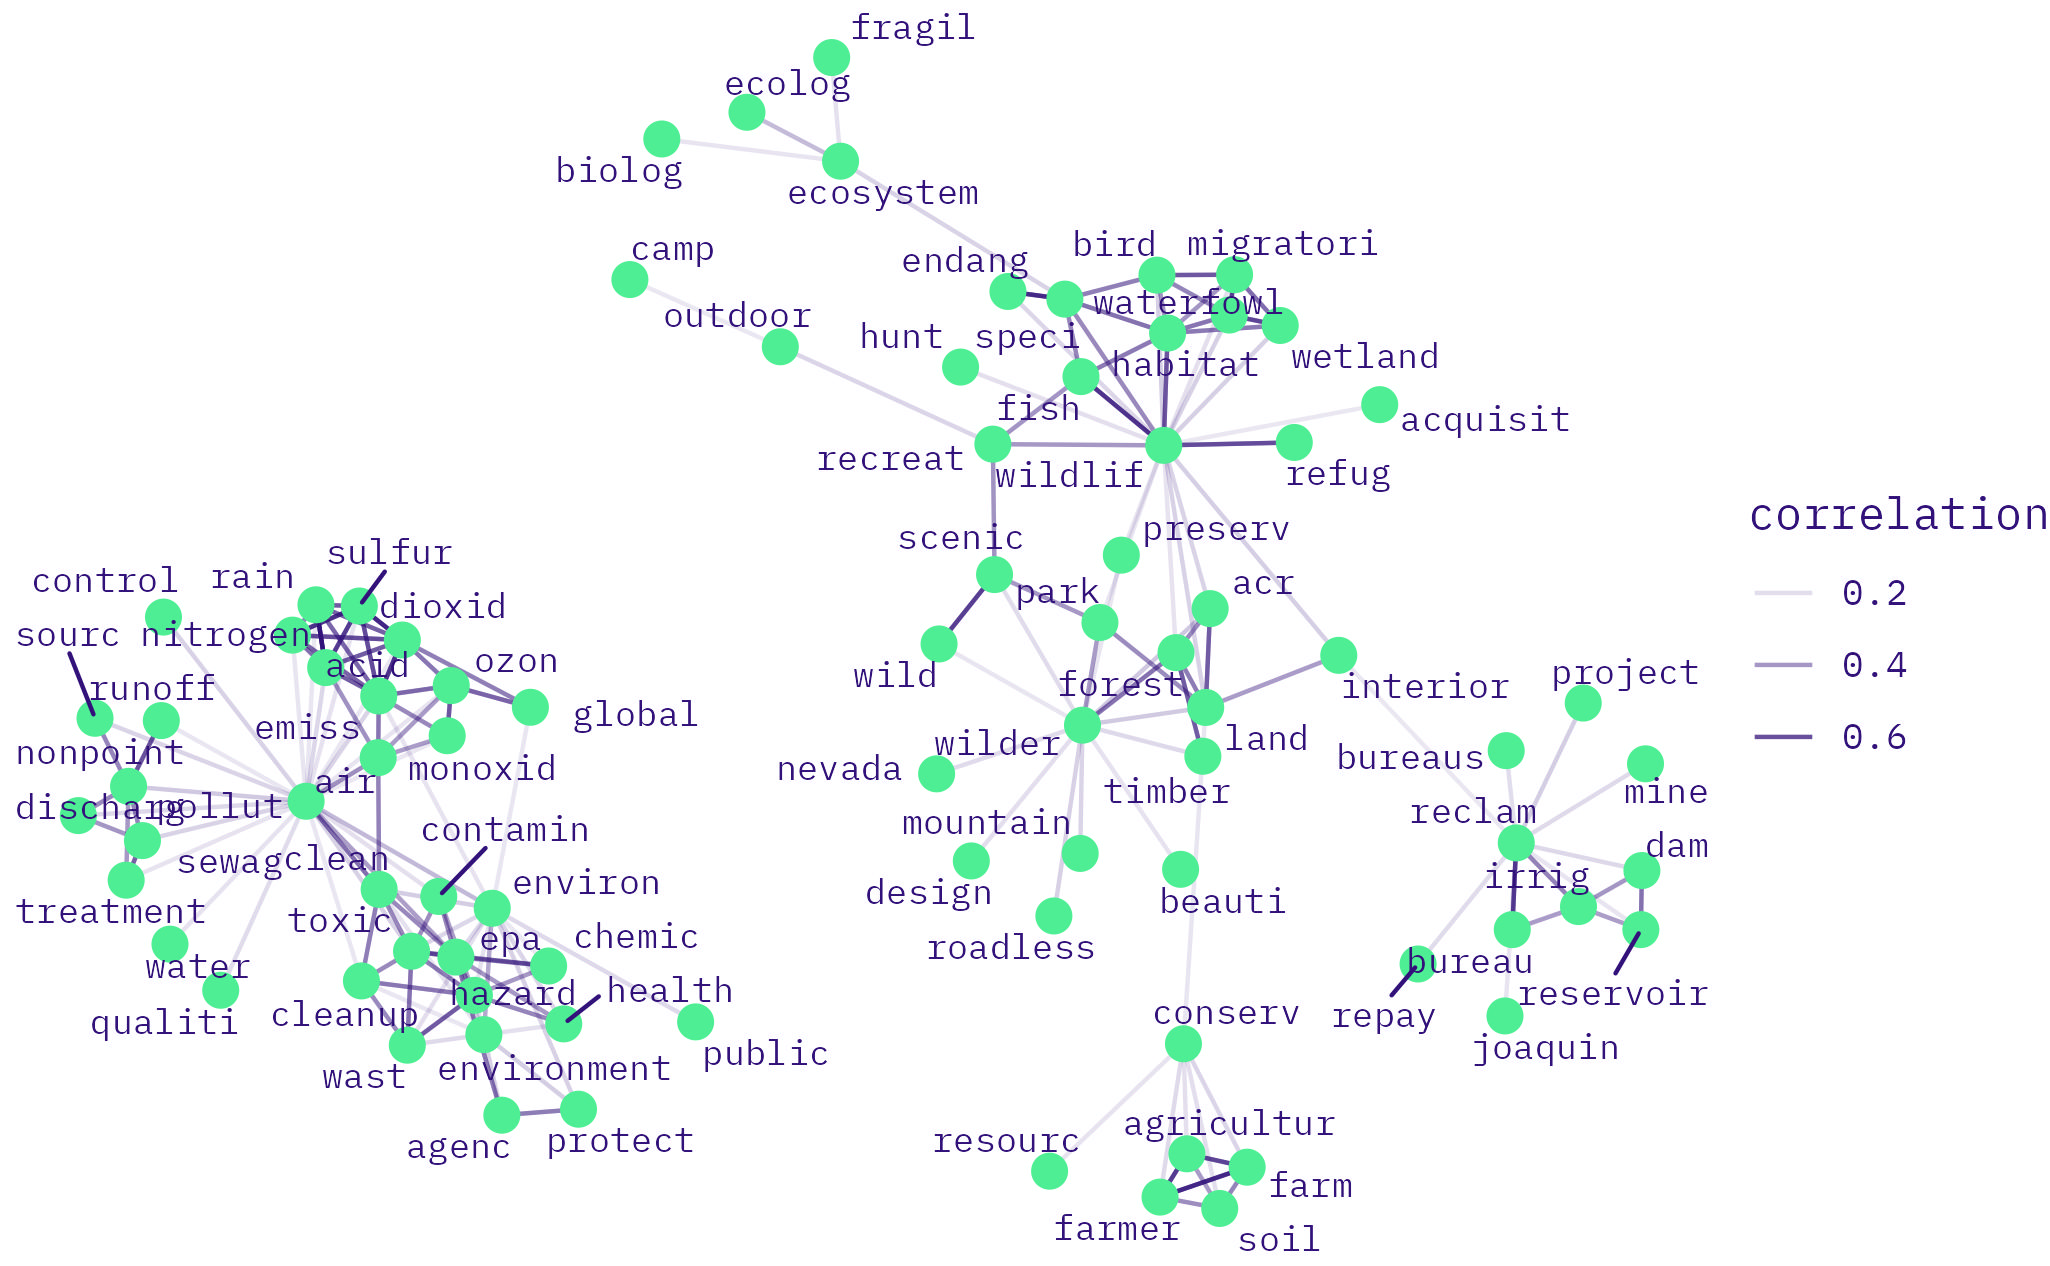 fragil
ecolog
biolog
ecosystem
camp
bird
migratori
endang
outdoor
waterfowl
hunt
speci
habitat
wetland
fish
acquisit
recreat
wildlif
refug
correlation
0.2
0.4
0.6
scenic
preserv
park
acr
wild
forest
interior
wilder
land
nevada
timber
mountain
design
beauti
roadless
project
bureaus
mine
reclam
dam
irrig
bureau
reservoir
repay
joaquin
conserv
resourc
agricultur
farm
farmer
soil
sulfur
control
rain
dioxid
sourc
nitrogen
acid
ozon
runoff
emiss
global
nonpoint
air
monoxid
discharg
pollut
contamin
sewag
clean
environ
treatment
toxic
epa
chemic
water
hazard
health
qualiti
cleanup
public
wast
environment
agenc
protect